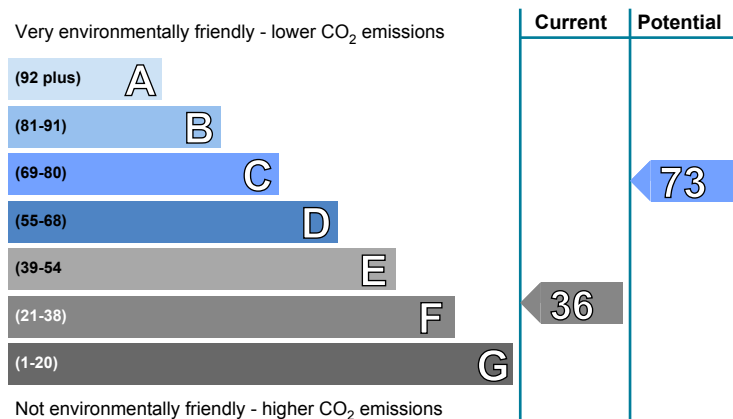 Current Potential
Very environmentally friendly - lower CO2 emissions
(92 plus) A
(81-91) B
(69-80) C
73
(55-68) D
(39-54 E
(21-38) F
36
(1-20) G
Not environmentally friendly - higher CO2 emissions